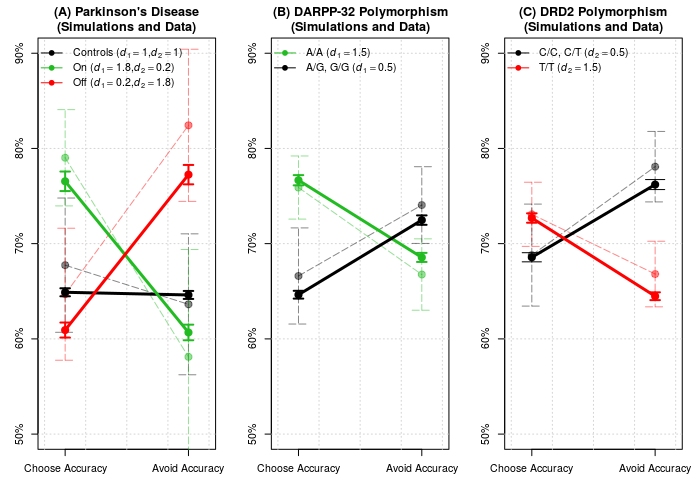 (A) Parkinson's Disease
(Simulations and Data)
Controls (d1=1,d2=1)
On (d1=1.8,d2=0.2)
Off (d1=0.2,d2=1.8)
90%
80%
70%
60%
50%
Choose Accuracy
Avoid Accuracy
(B) DARPP-32 Polymorphism
(Simulations and Data)
A/A (d1=1.5)
A/G, G/G (d1=0.5)
90%
80%
70%
60%
50%
Choose Accuracy
Avoid Accuracy
(C) DRD2 Polymorphism
(Simulations and Data)
C/C, C/T (d2=0.5)
T/T (d2=1.5)
90%
80%
70%
60%
50%
Choose Accuracy
Avoid Accuracy